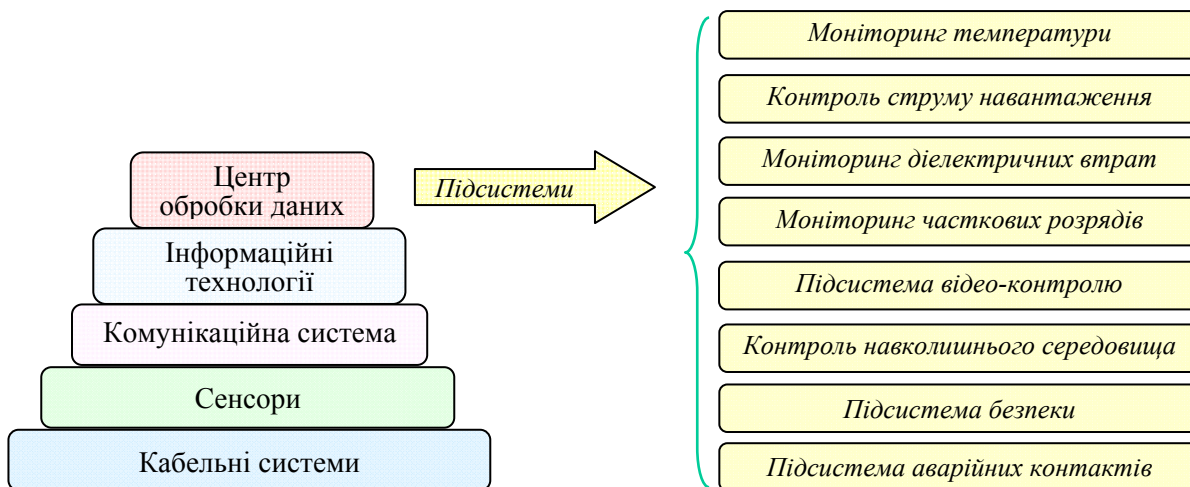 Центр
обробки даних
Інформаційні
технології
Комунікаційна система
Сенсори
Кабельні системи
Підсистеми
Моніторинг температури
Контроль струму навантаження
Моніторинг діелектричних втрат
Моніторинг часткових розрядів
Підсистема відео-контролю
Контроль навколишнього середовища
Підсистема безпеки
Підсистема аварійних контактів